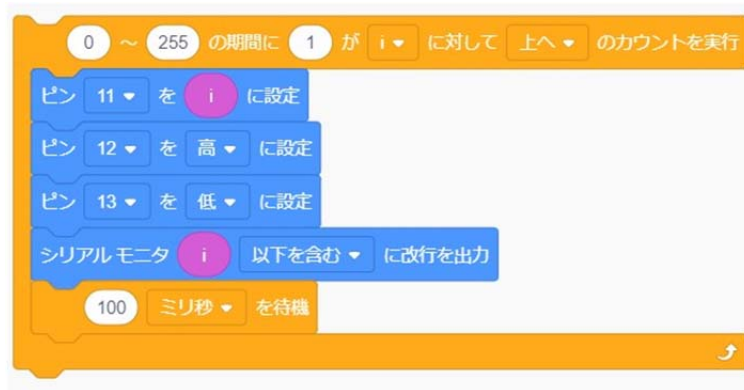 0 ～ 255 の期間に 1 が i に対して 上へ のカウントを実行
ピン 11 を i に設定
ピン 12 を 高 に設定
ピン 13 を 低 に設定
シリアル モニタ i 以下を含む に改行を出力
100 ミリ秒 を待機